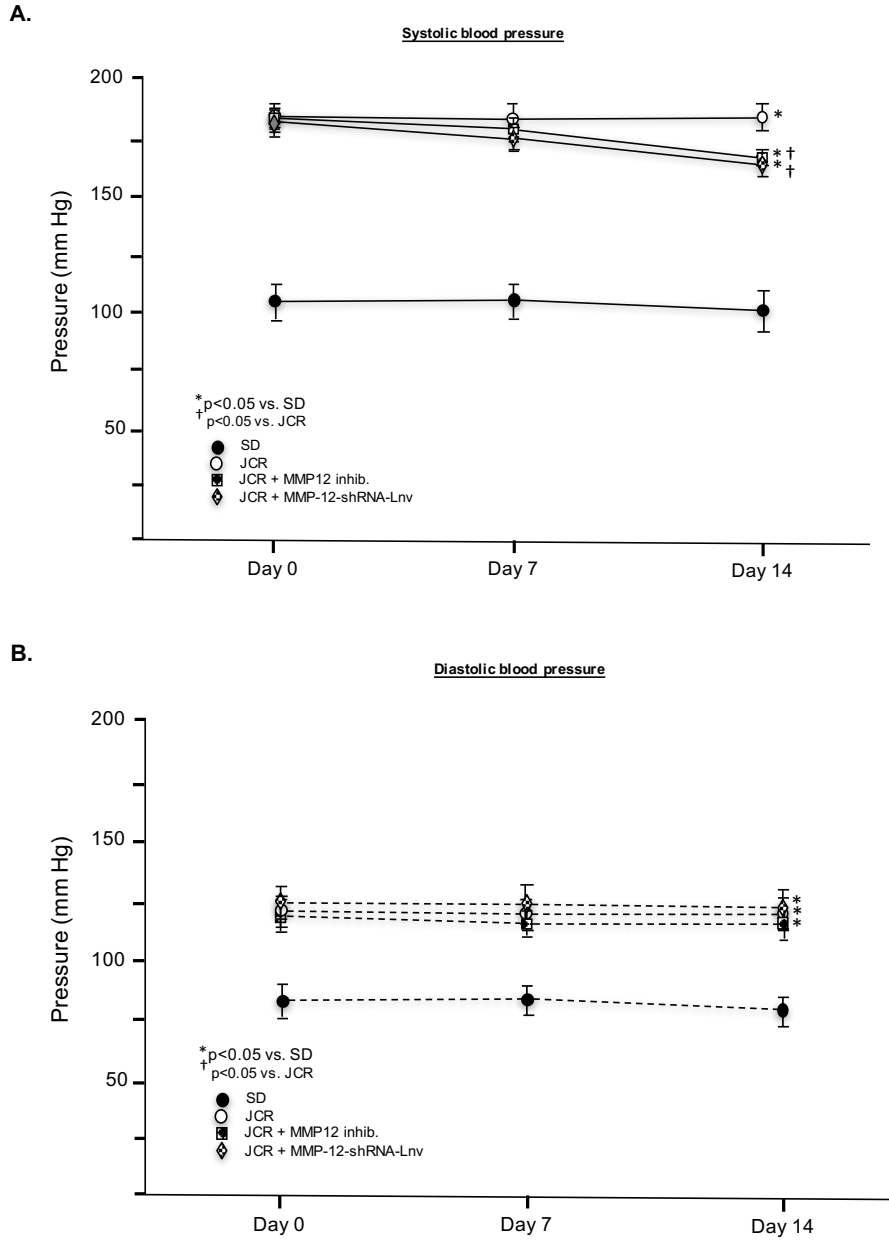 A.
Systolic blood pressure
200
150
100
50
Pressure (mm Hg)
*
* †
* †
* p<0.05 vs. SD
† p<0.05 vs. JCR
SD
JCR
JCR + MMP12 inhib.
JCR + MMP-12-shRNA-Lnv
Day 0 Day 7 Day 14
B.
Diastolic blood pressure
200
150
100
50
Pressure (mm Hg)
*
*
*
* p<0.05 vs. SD
† p<0.05 vs. JCR
SD
JCR
JCR + MMP12 inhib.
JCR + MMP-12-shRNA-Lnv
Day 0 Day 7 Day 14